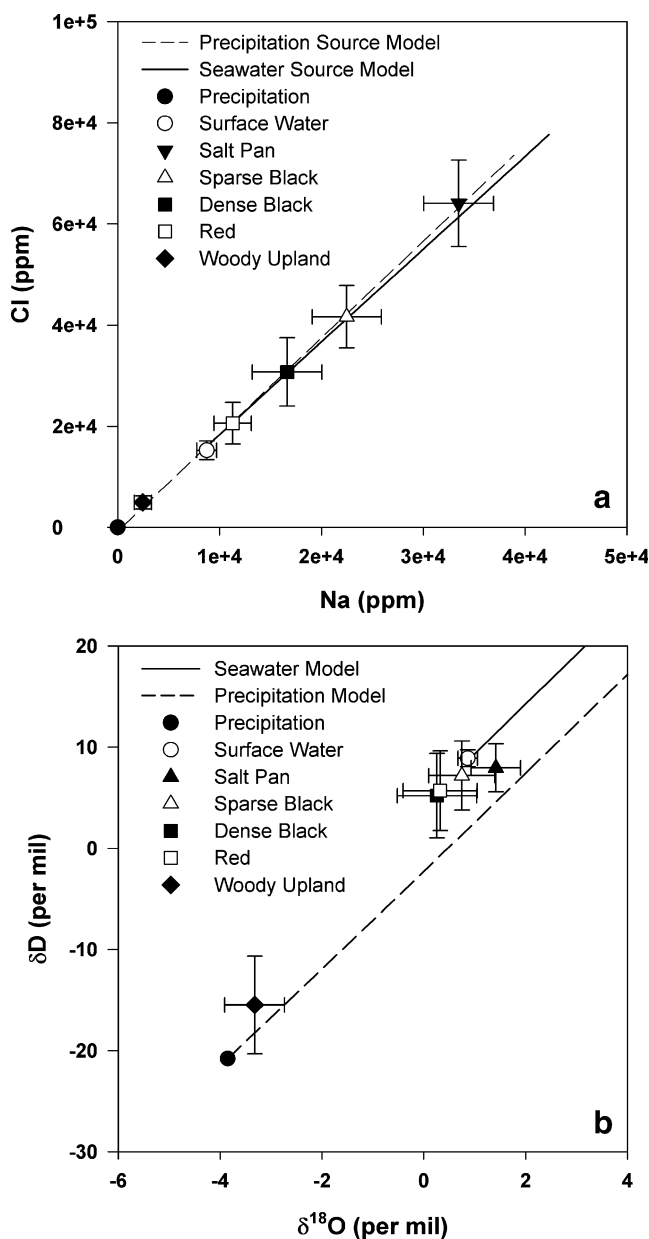 1e+5
8e+4
6e+4
4e+4
2e+4
0
Cl (ppm)
Precipitation Source Model
Seawater Source Model
Precipitation
Surface Water
Salt Pan
Sparse Black
Dense Black
Red
Woody Upland
a
0 1e+4 2e+4 3e+4 4e+4 5e+4
Na (ppm)
20
10
0
-10
-20
-30
δD (per mil)
Seawater Model
Precipitation Model
Precipitation
Surface Water
Salt Pan
Sparse Black
Dense Black
Red
Woody Upland
b
-6 -4 -2 0 2 4
δ¹⁸O (per mil)